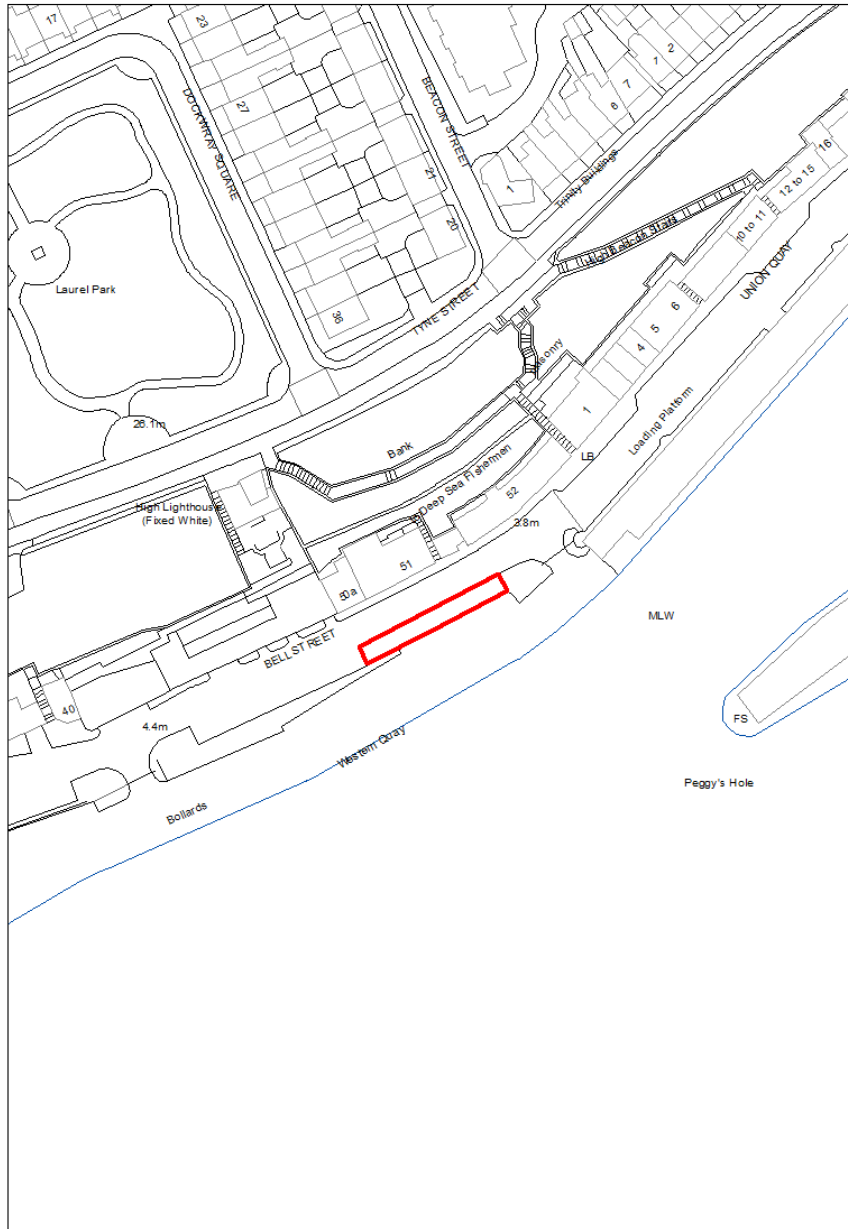 17
23
2
1
7
6
DOCKWRAY SQUARE
27
BEACON STREET
21
20
1
Trinity Buildings
16
12 to 15
10 to 11
High Beacon Stairs
UNION QUAY
Laurel Park
36
TYNE STREET
6
5
4
Masonry
1
Loading Platform
26.1m
Bank
LB
Deep Sea Fishermen
52
3.8m
High Lighthouse
(Fixed White)
51
50a
MLW
BELL STREET
40
4.4m
FS
Western Quay
Peggy's Hole
Bollards